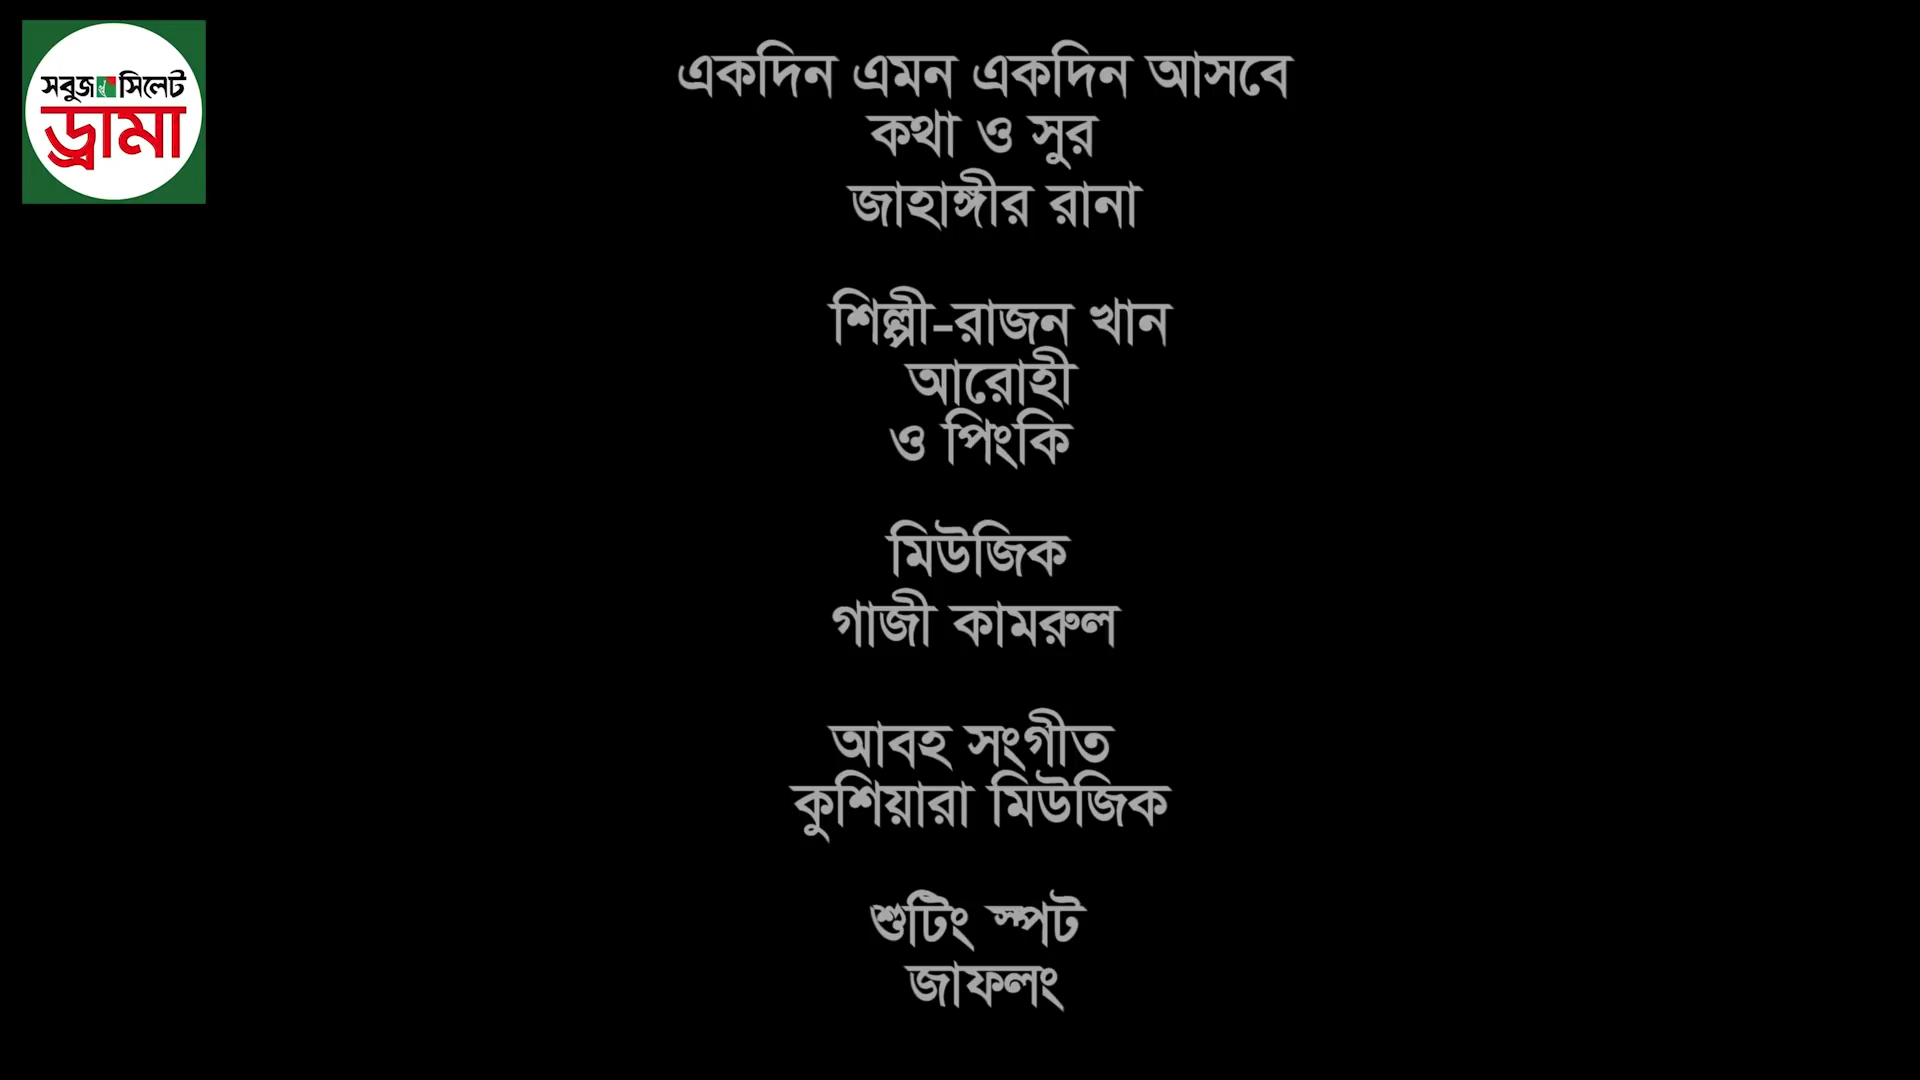 সবুজ সিলেট
ড্রামা
একদিন এমন একদিন আসবে
কথা ও সুর
জাহাঙ্গীর রানা
শিল্পী-রাজন খান
আরোহী
ও পিংকি
মিউজিক
গাজী কামরুল
আবহ সংগীত
কুশিয়ারা মিউজিক
শুটিং স্পট
জাফলং